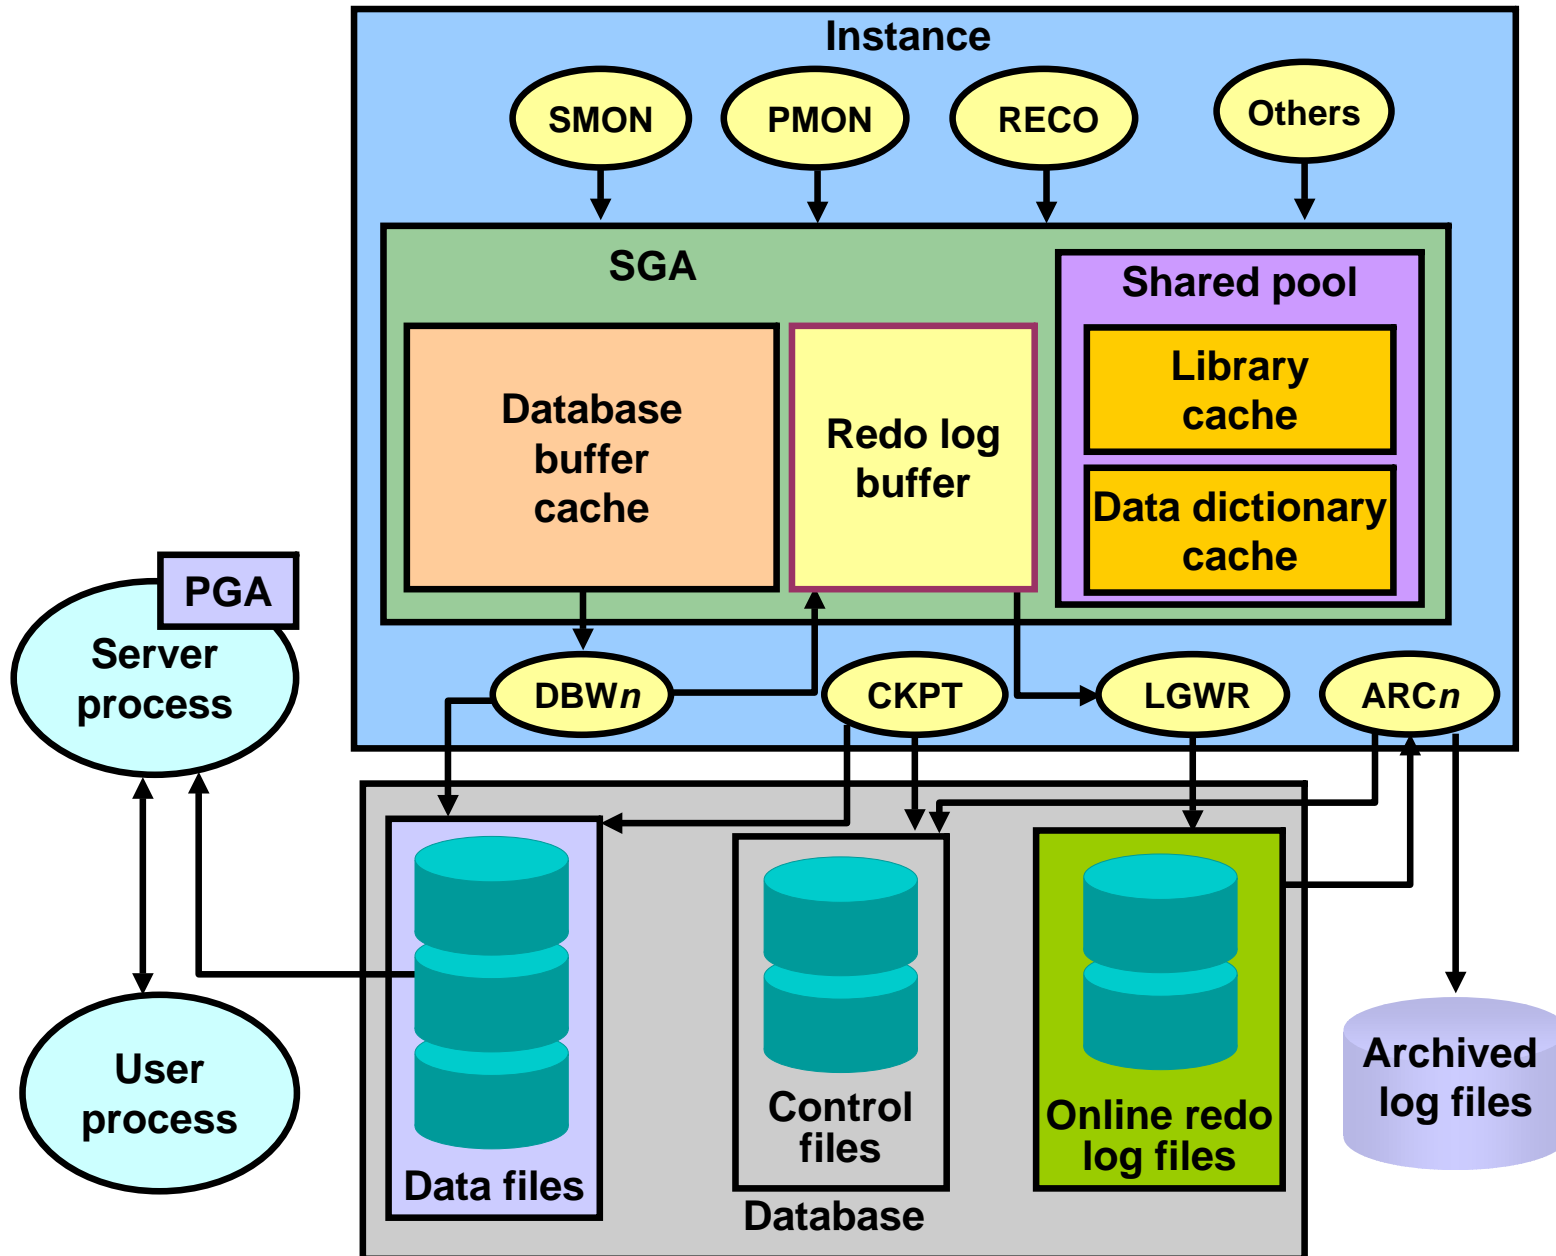 Instance
SMON
PMON
RECO
Others
SGA
Shared pool
Library
cache
Data dictionary
cache
Database
buffer
cache
Redo log
buffer
PGA
Server
process
DBWn
CKPT
LGWR
ARCn
User
process
Data files
Control
files
Online redo
log files
Archived
log files
Database